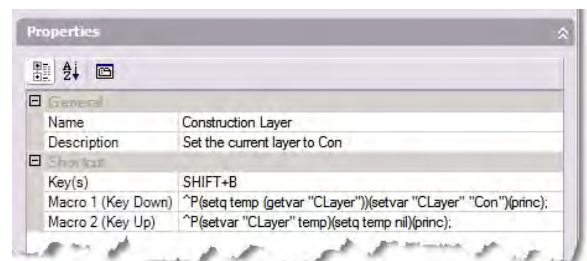 Properties
General
Name Construction Layer
Description Set the current layer to Con
Shortcut
Key(s) SHIFT+B
Macro 1 (Key Down) ^P(setq temp (getvar "CLayer"))(setvar "CLayer" "Con")(princ);
Macro 2 (Key Up) ^P(setvar "CLayer" temp)(setq temp nil)(princ);